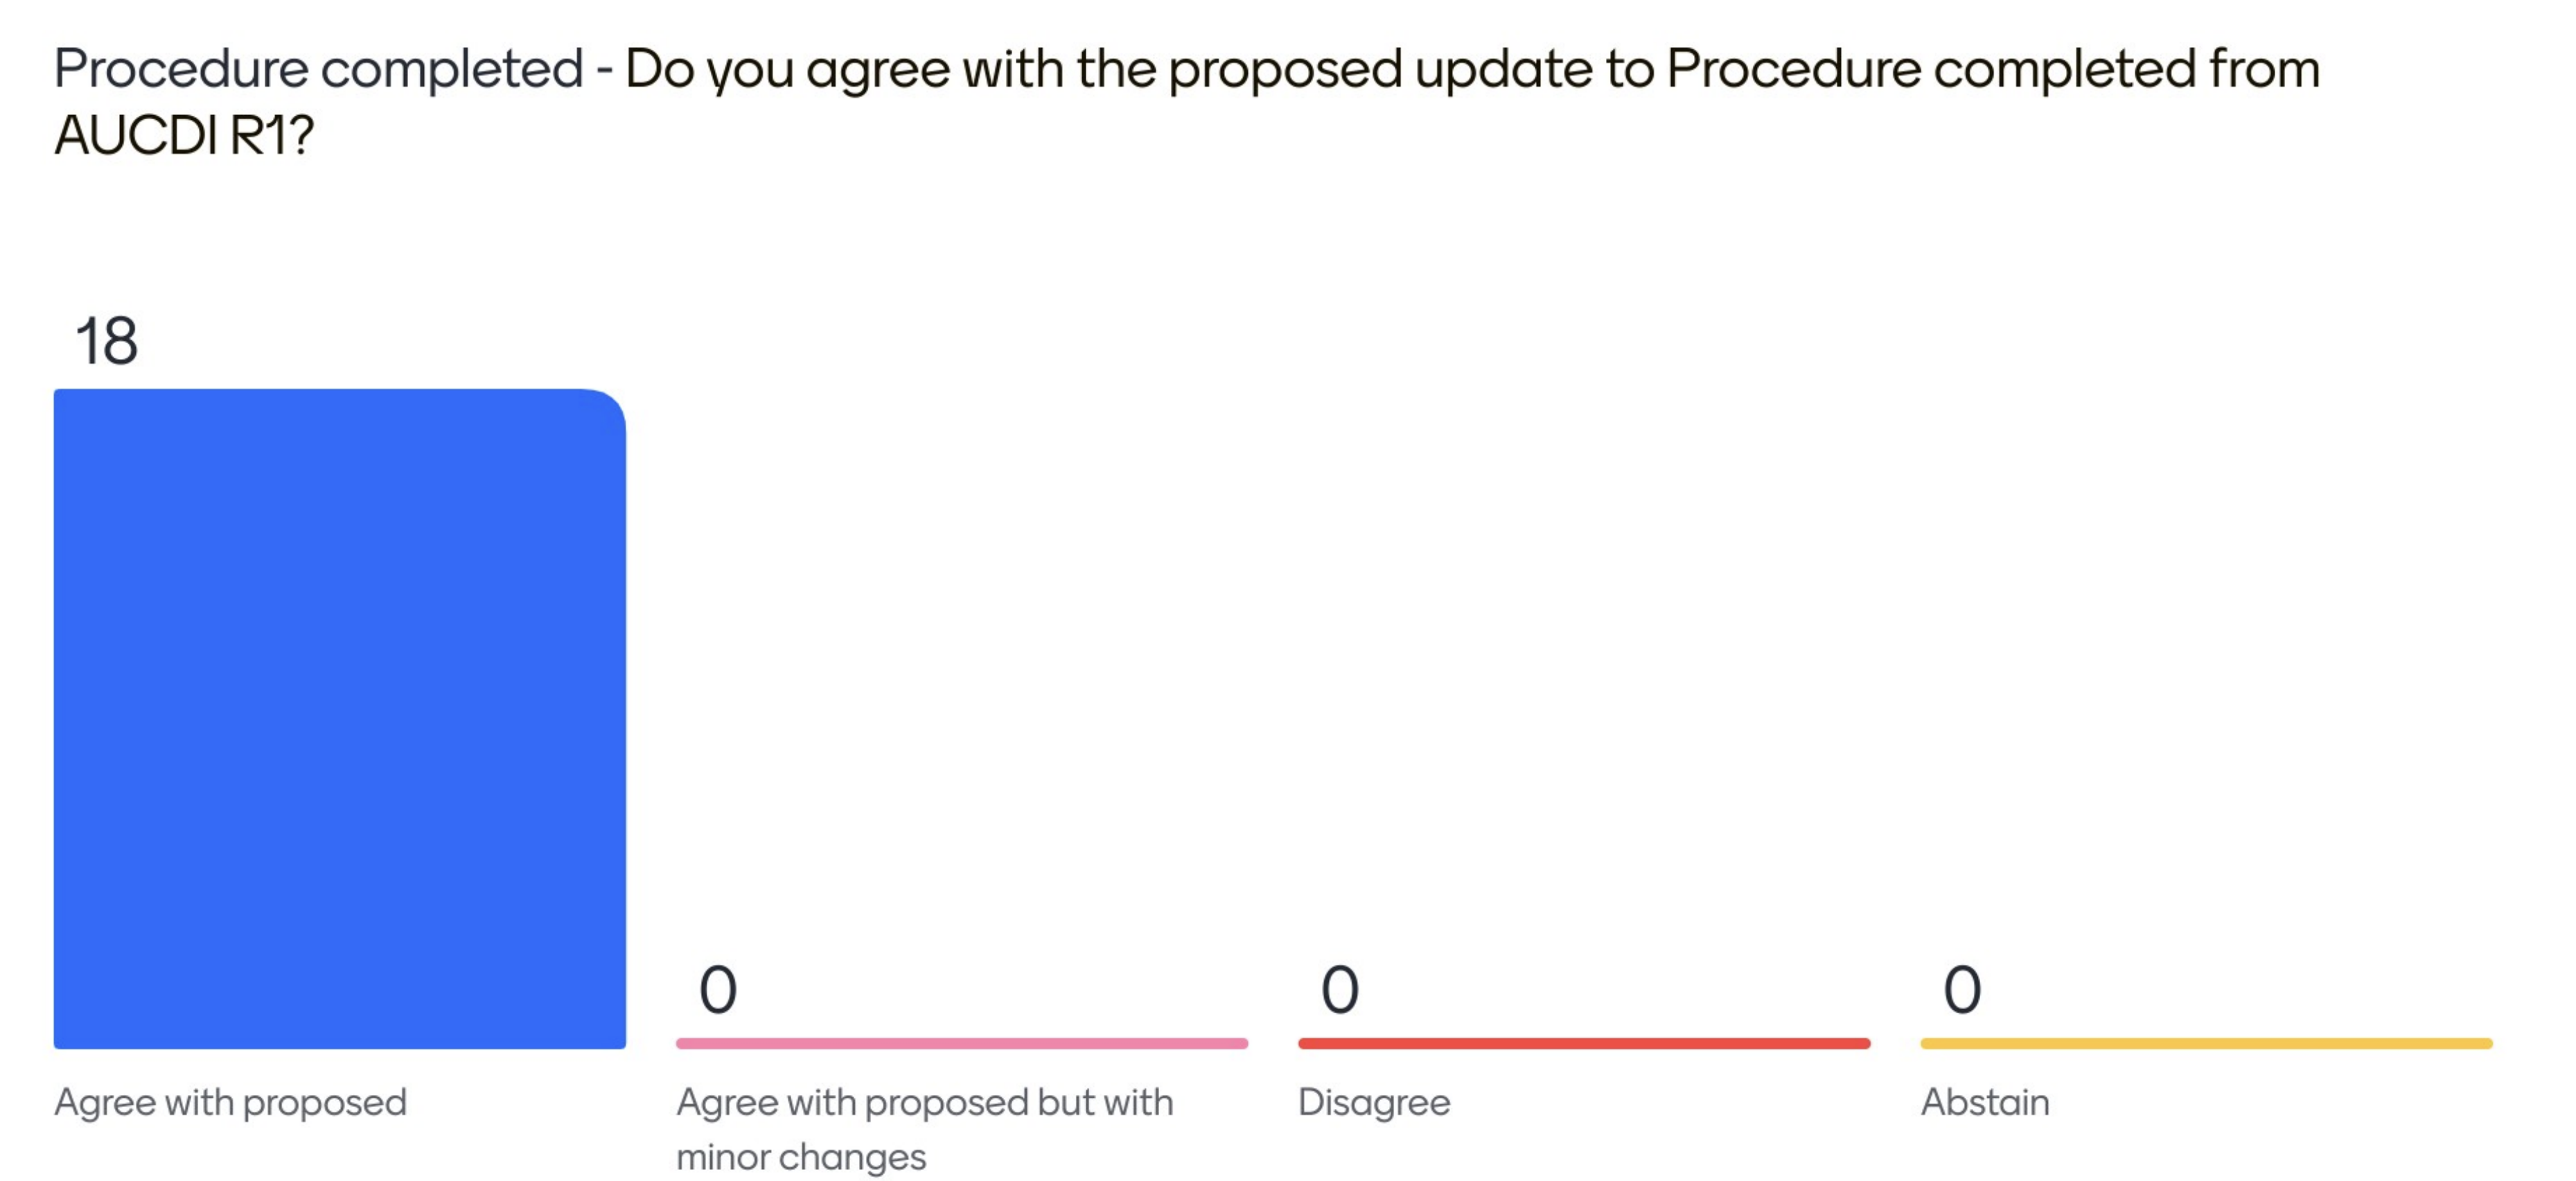 Procedure completed - Do you agree with the proposed update to Procedure completed from
AUCDI R1?
18
0
0
0
Agree with proposed
Agree with proposed but with
minor changes
Disagree
Abstain